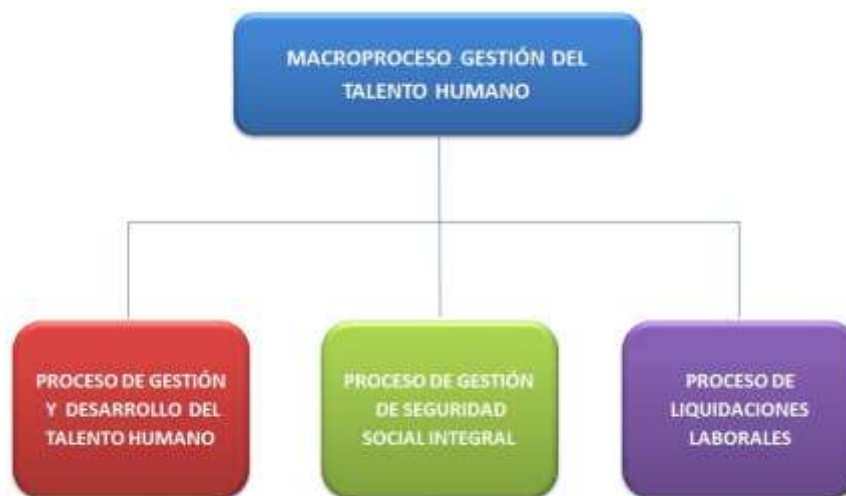 MACROPROCESO GESTIÓN DEL
TALENTO HUMANO
PROCESO DE GESTIÓN
Y DESARROLLO DEL
TALENTO HUMANO
PROCESO DE GESTIÓN
DE SEGURIDAD
SOCIAL INTEGRAL
PROCESO DE
LIQUIDACIONES
LABORALES